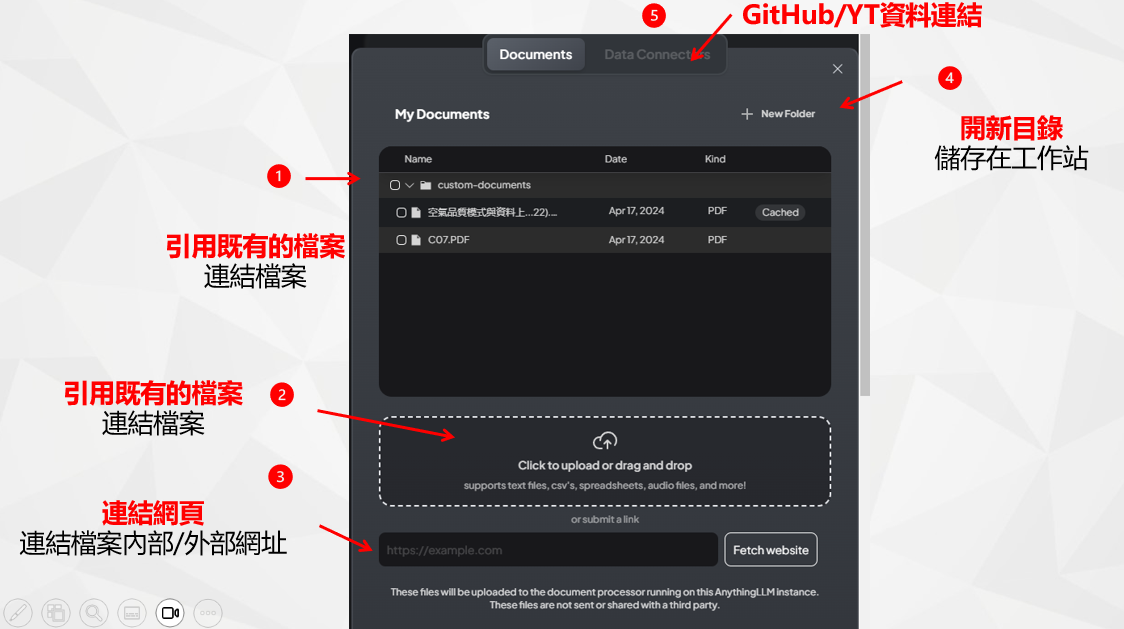 5
GitHub/YT資料連結
Documents
Data Connectors
4
My Documents
New Folder
開新目錄
儲存在工作站
1
Name Date Kind
custom-documents
空氣品質模式與資料上...22)....
Apr 17, 2024
PDF
Cached
C07.PDF
Apr 17, 2024
PDF
引用既有的檔案
連結檔案
引用既有的檔案
連結檔案
2
Click to upload or drag and drop
supports text files, csv's, spreadsheets, audio files, and more!
3
連結網頁
連結檔案內部/外部網址
or submit a link
https://example.com
Fetch website
These files will be uploaded to the document processor running on this AnythingLLM instance.
These files are not sent or shared with a third party.